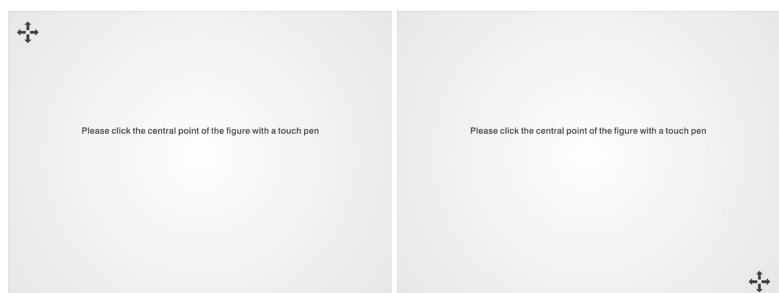 Please click the central point of the figure with a touch pen
Please click the central point of the figure with a touch pen